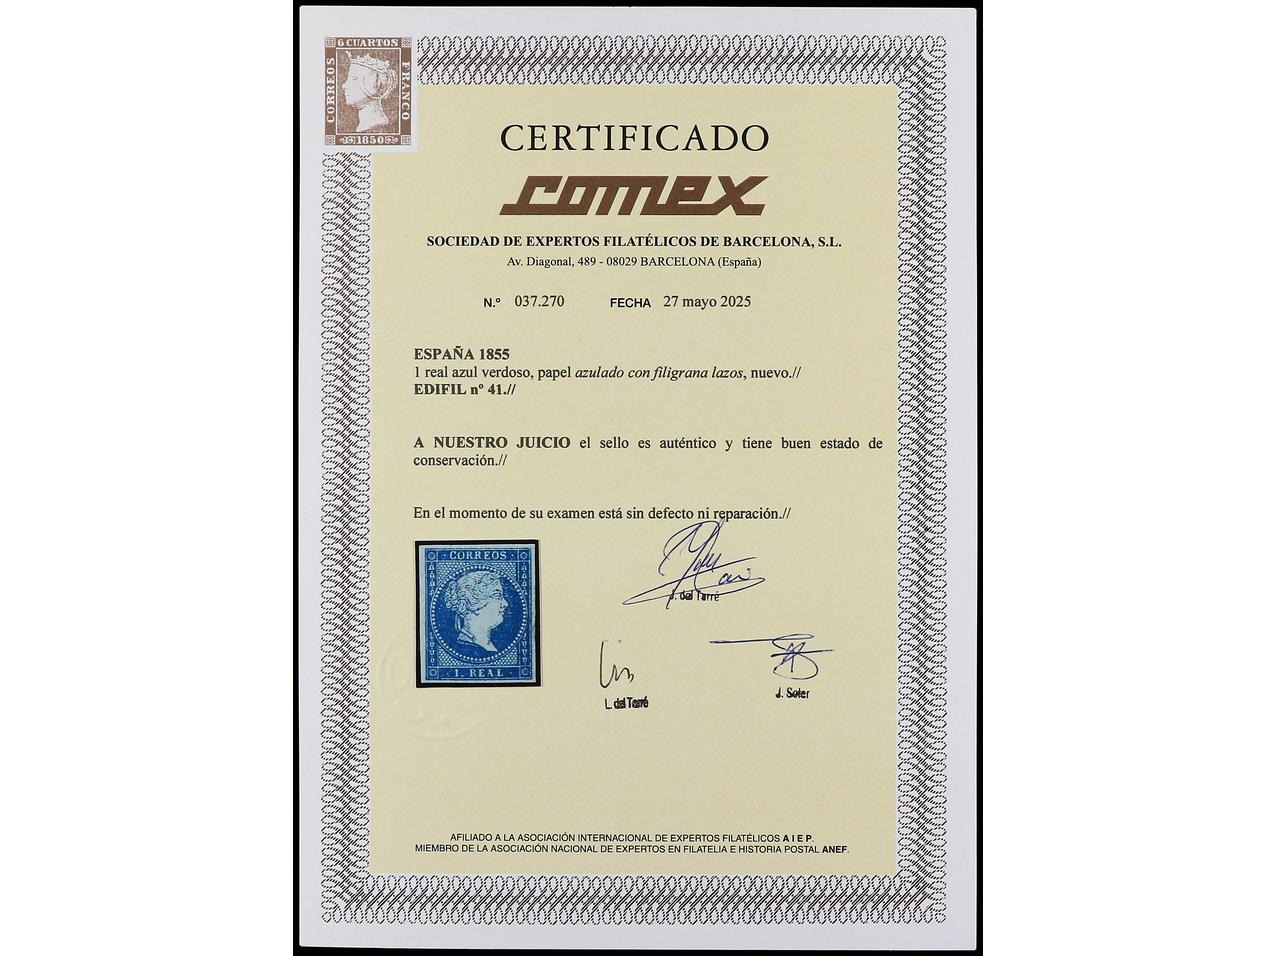 6 CUARTOS
CORREOS
FRANCO
1850
CERTIFICADO
comex
SOCIEDAD DE EXPERTOS FILATÉLICOS DE BARCELONA, S.L.
Av. Diagonal, 489 - 08029 BARCELONA (España)
N.º 037.270 FECHA 27 mayo 2025
ESPAÑA 1855
1 real azul verdoso, papel azulado con filigrana lazos, nuevo.//
EDIFIL nº 41.//
A NUESTRO JUICIO el sello es auténtico y tiene buen estado de
conservación.//
En el momento de su examen está sin defecto ni reparación.//
CORREOS
1. REAL
J. del Tarré
L. del Tarré
J. Soler
AFILIADO A LA ASOCIACIÓN INTERNACIONAL DE EXPERTOS FILATÉLICOS A I E P.
MIEMBRO DE LA ASOCIACIÓN NACIONAL DE EXPERTOS EN FILATELIA E HISTORIA POSTAL ANEF.